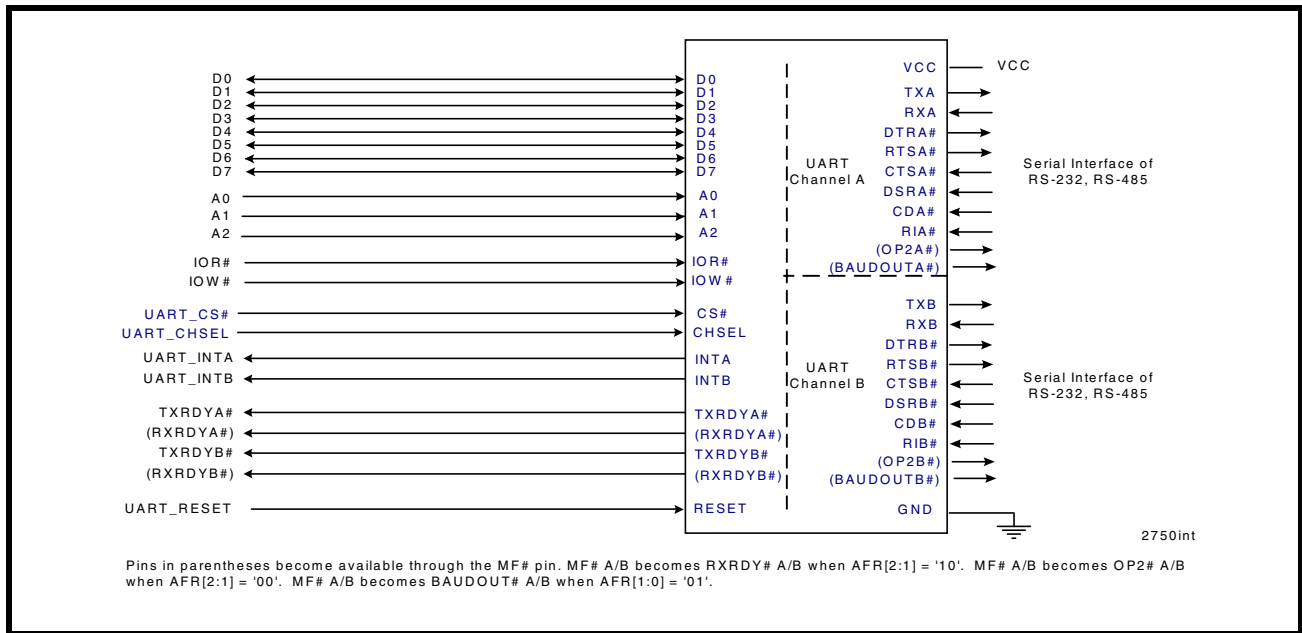 D0
D1
D2
D3
D4
D5
D6
D7
A0
A1
A2
IOR#
IOW#
UART_CS#
UART_CHSEL
UART_INTA
UART_INTB
TXRDYA#
(RXRDYA#)
TXRDYB#
(RXRDYB#)
UART_RESET
D0
D1
D2
D3
D4
D5
D6
D7
A0
A1
A2
IOR#
IOW#
CS#
CHSEL
INTA
INTB
TXRDYA#
(RXRDYA#)
TXRDYB#
(RXRDYB#)
RESET
UART
Channel A
UART
Channel B
VCC
TXA
RXA
DTRA#
RTSA#
CTSA#
DSRA#
CDA#
RIA#
(OP2A#)
(BAUDOUTA#)
TXB
RXB
DTRB#
RTSB#
CTSB#
DSRB#
CDB#
RIB#
(OP2B#)
(BAUDOUTB#)
GND
VCC
Serial Interface of
RS-232, RS-485
Serial Interface of
RS-232, RS-485
2750int
Pins in parentheses become available through the MF# pin. MF# A/B becomes RXRDY# A/B when AFR[2:1] = '10'. MF# A/B becomes OP2# A/B
when AFR[2:1] = '00'. MF# A/B becomes BAUDOUT# A/B when AFR[1:0] = '01'.